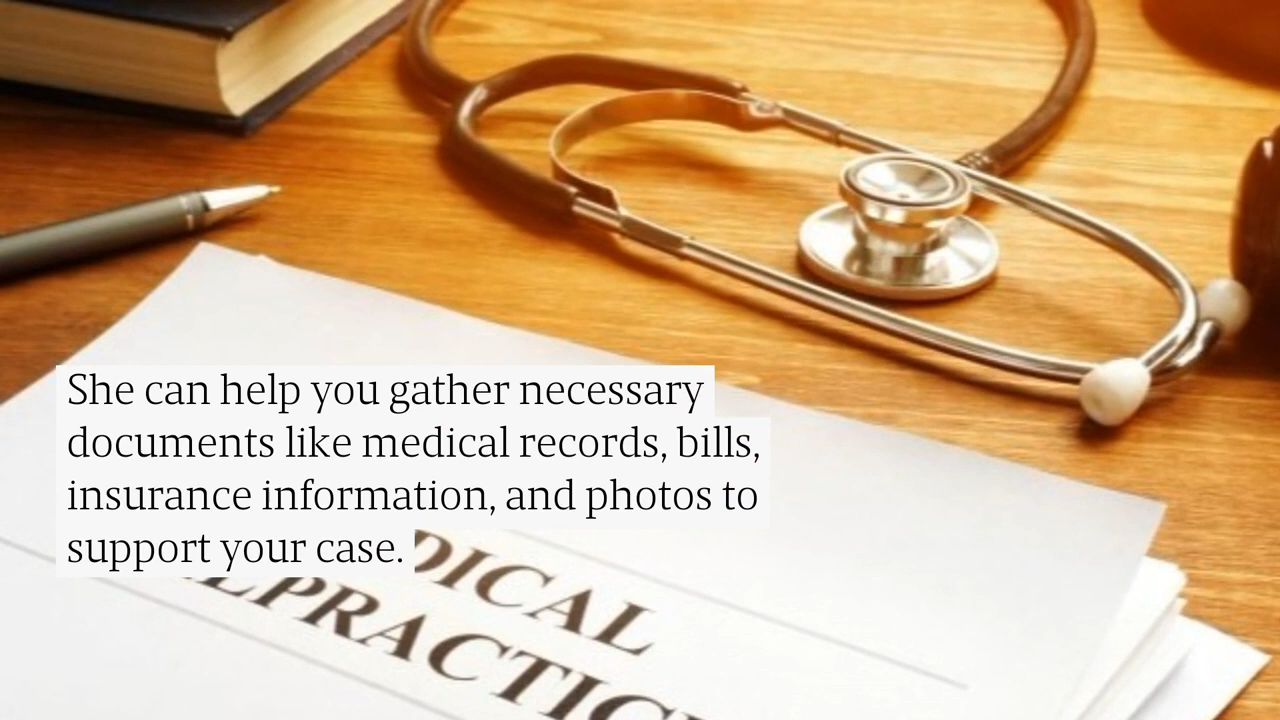 She can help you gather necessary
documents like medical records, bills,
insurance information, and photos to
support your case.
DICAL
LPRACTIC